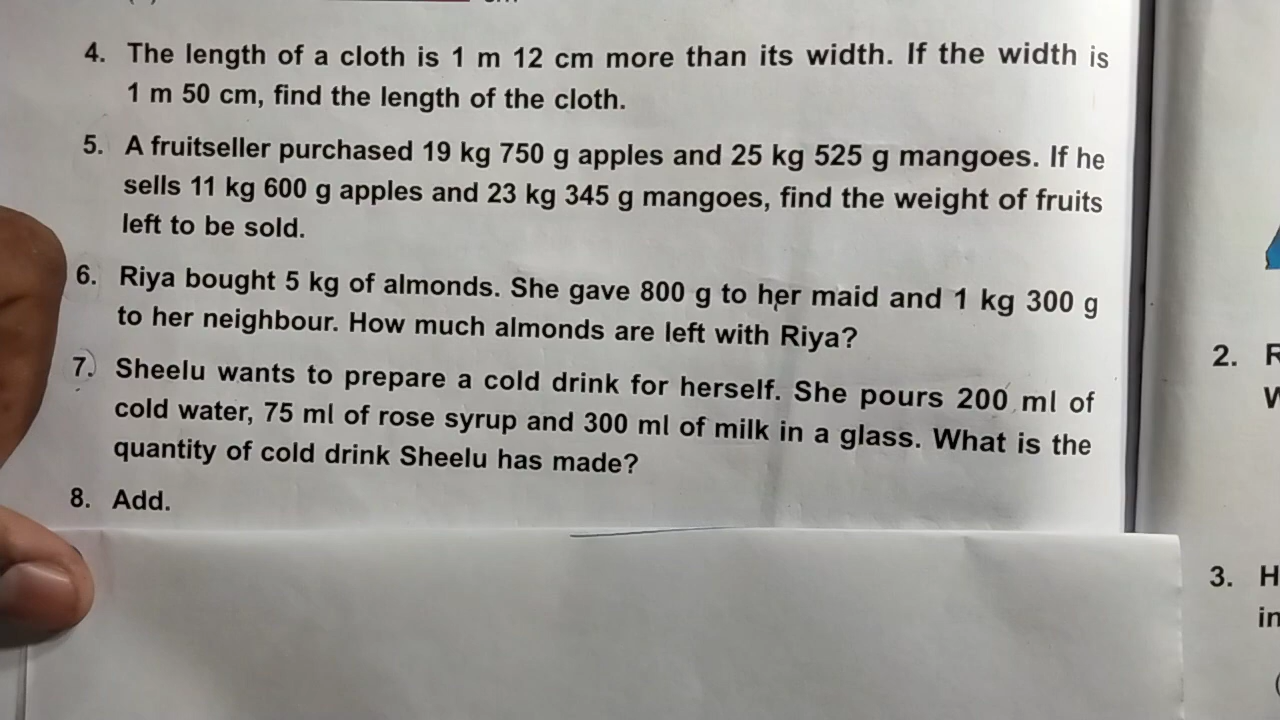 4. The length of a cloth is 1 m 12 cm more than its width. If the width is
1 m 50 cm, find the length of the cloth.
5. A fruitseller purchased 19 kg 750 g apples and 25 kg 525 g mangoes. If he
sells 11 kg 600 g apples and 23 kg 345 g mangoes, find the weight of fruits
left to be sold.
6. Riya bought 5 kg of almonds. She gave 800 g to her maid and 1 kg 300 g
to her neighbour. How much almonds are left with Riya?
7. Sheelu wants to prepare a cold drink for herself. She pours 200 ml of
cold water, 75 ml of rose syrup and 300 ml of milk in a glass. What is the
quantity of cold drink Sheelu has made?
8. Add.
2.
3.
in